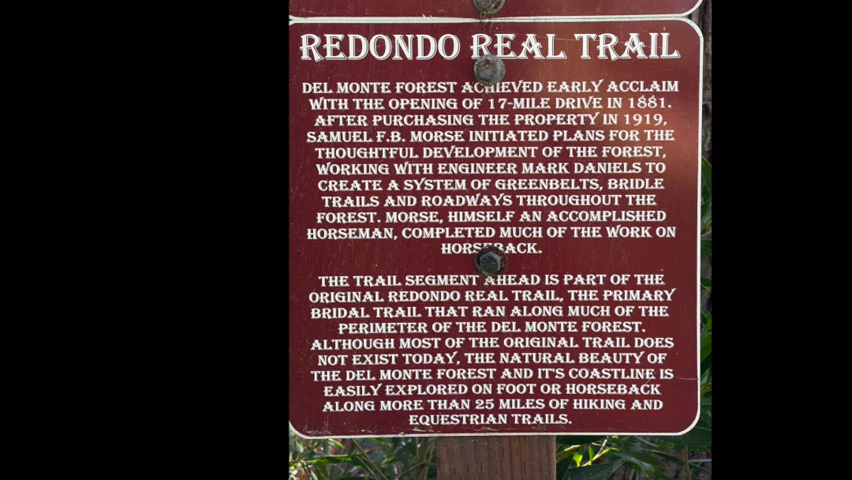 REDONDO REAL TRAIL
DEL MONTE FOREST ACHIEVED EARLY ACCLAIM
WITH THE OPENING OF 17-MILE DRIVE IN 1881.
AFTER PURCHASING THE PROPERTY IN 1919,
SAMUEL F.B. MORSE INITIATED PLANS FOR THE
THOUGHTFUL DEVELOPMENT OF THE FOREST,
WORKING WITH ENGINEER MARK DANIELS TO
CREATE A SYSTEM OF GREENBELTS, BRIDLE
TRAILS AND ROADWAYS THROUGHOUT THE
FOREST. MORSE, HIMSELF AN ACCOMPLISHED
HORSEMAN, COMPLETED MUCH OF THE WORK ON
HORSEBACK.
THE TRAIL SEGMENT AHEAD IS PART OF THE
ORIGINAL REDONDO REAL TRAIL, THE PRIMARY
BRIDAL TRAIL THAT RAN ALONG MUCH OF THE
PERIMETER OF THE DEL MONTE FOREST.
ALTHOUGH MOST OF THE ORIGINAL TRAIL DOES
NOT EXIST TODAY, THE NATURAL BEAUTY OF
THE DEL MONTE FOREST AND IT'S COASTLINE IS
EASILY EXPLORED ON FOOT OR HORSEBACK
ALONG MORE THAN 25 MILES OF HIKING AND
EQUESTRIAN TRAILS.